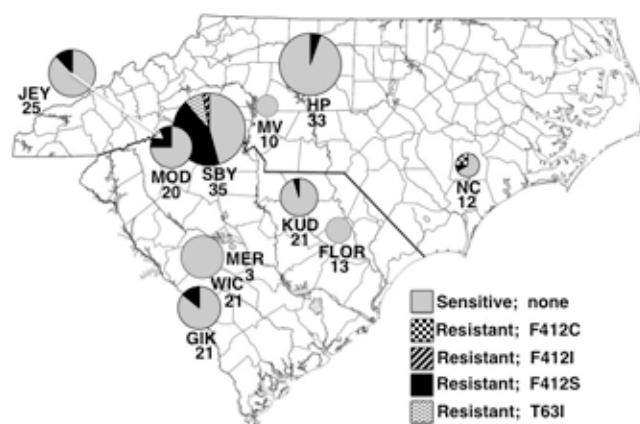 JEY
25
HP
33
MV
10
MOD
20
SBY
35
NC
12
KUD
21
FLOR
13
MER
3
WIC
21
GIK
21
Sensitive; none
Resistant; F412C
Resistant; F412I
Resistant; F412S
Resistant; T63I